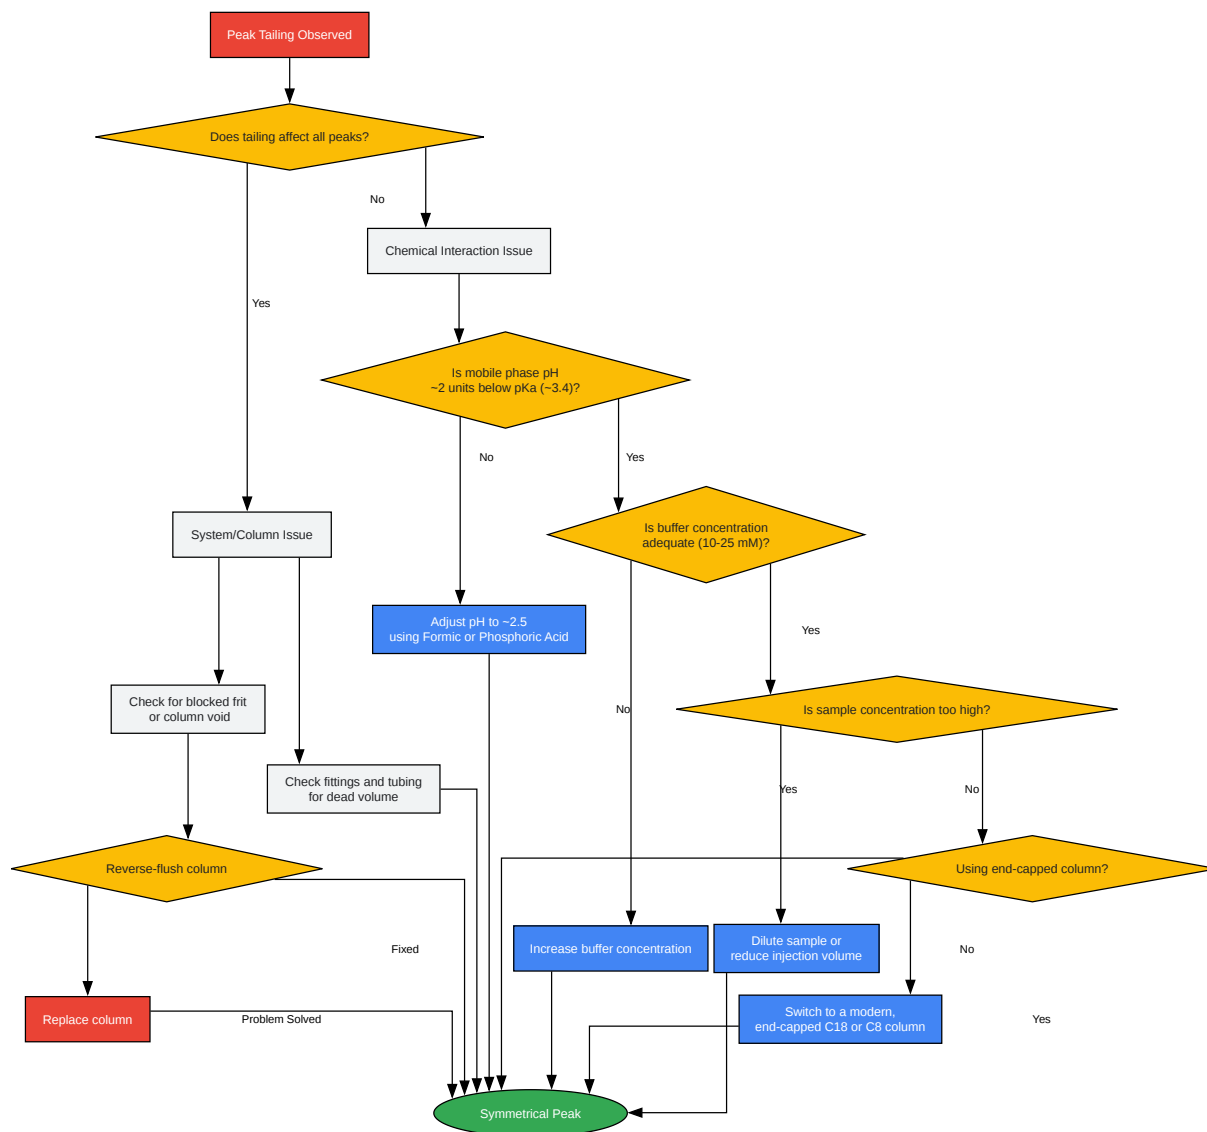 Peak Tailing Observed
Does tailing affect all peaks?
No
Chemical Interaction Issue
Yes
Is mobile phase pH
~2 units below pKa (~3.4)?
No
Yes
Is buffer concentration
adequate (10-25 mM)?
System/Column Issue
Adjust pH to ~2.5
using Formic or Phosphoric Acid
Yes
Check for blocked frit
or column void
No
Is sample concentration too high?
Check fittings and tubing
for dead volume
Yes
No
Reverse-flush column
Using end-capped column?
Fixed
Increase buffer concentration
Dilute sample or
reduce injection volume
No
Replace column
Problem Solved
Switch to a modern,
end-capped C18 or C8 column
Yes
Symmetrical Peak